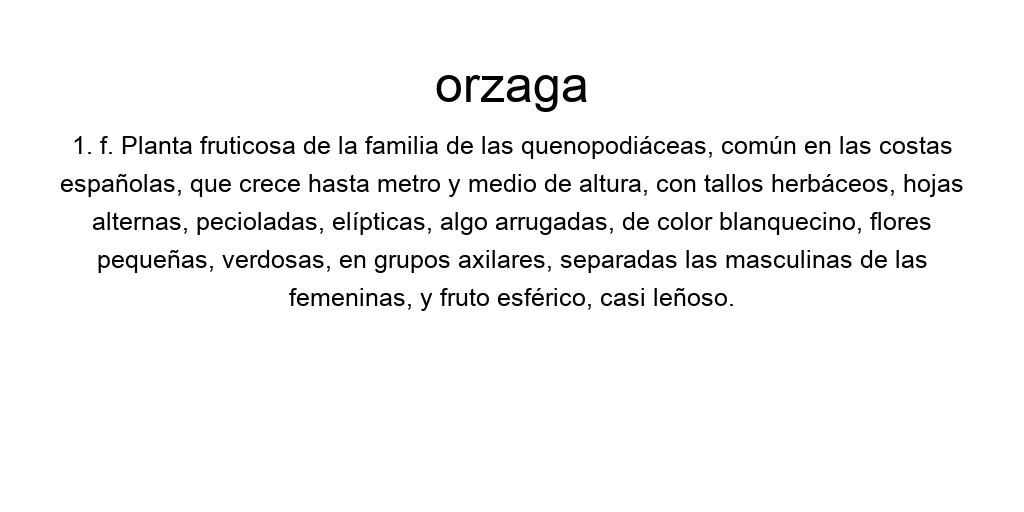 orzaga
1. f. Planta fruticosa de la familia de las quenopodiáceas, común en las costas
españolas, que crece hasta metro y medio de altura, con tallos herbáceos, hojas
alternas, pecioladas, elípticas, algo arrugadas, de color blanquecino, flores
pequeñas, verdosas, en grupos axilares, separadas las masculinas de las
femeninas, y fruto esférico, casi leñoso.